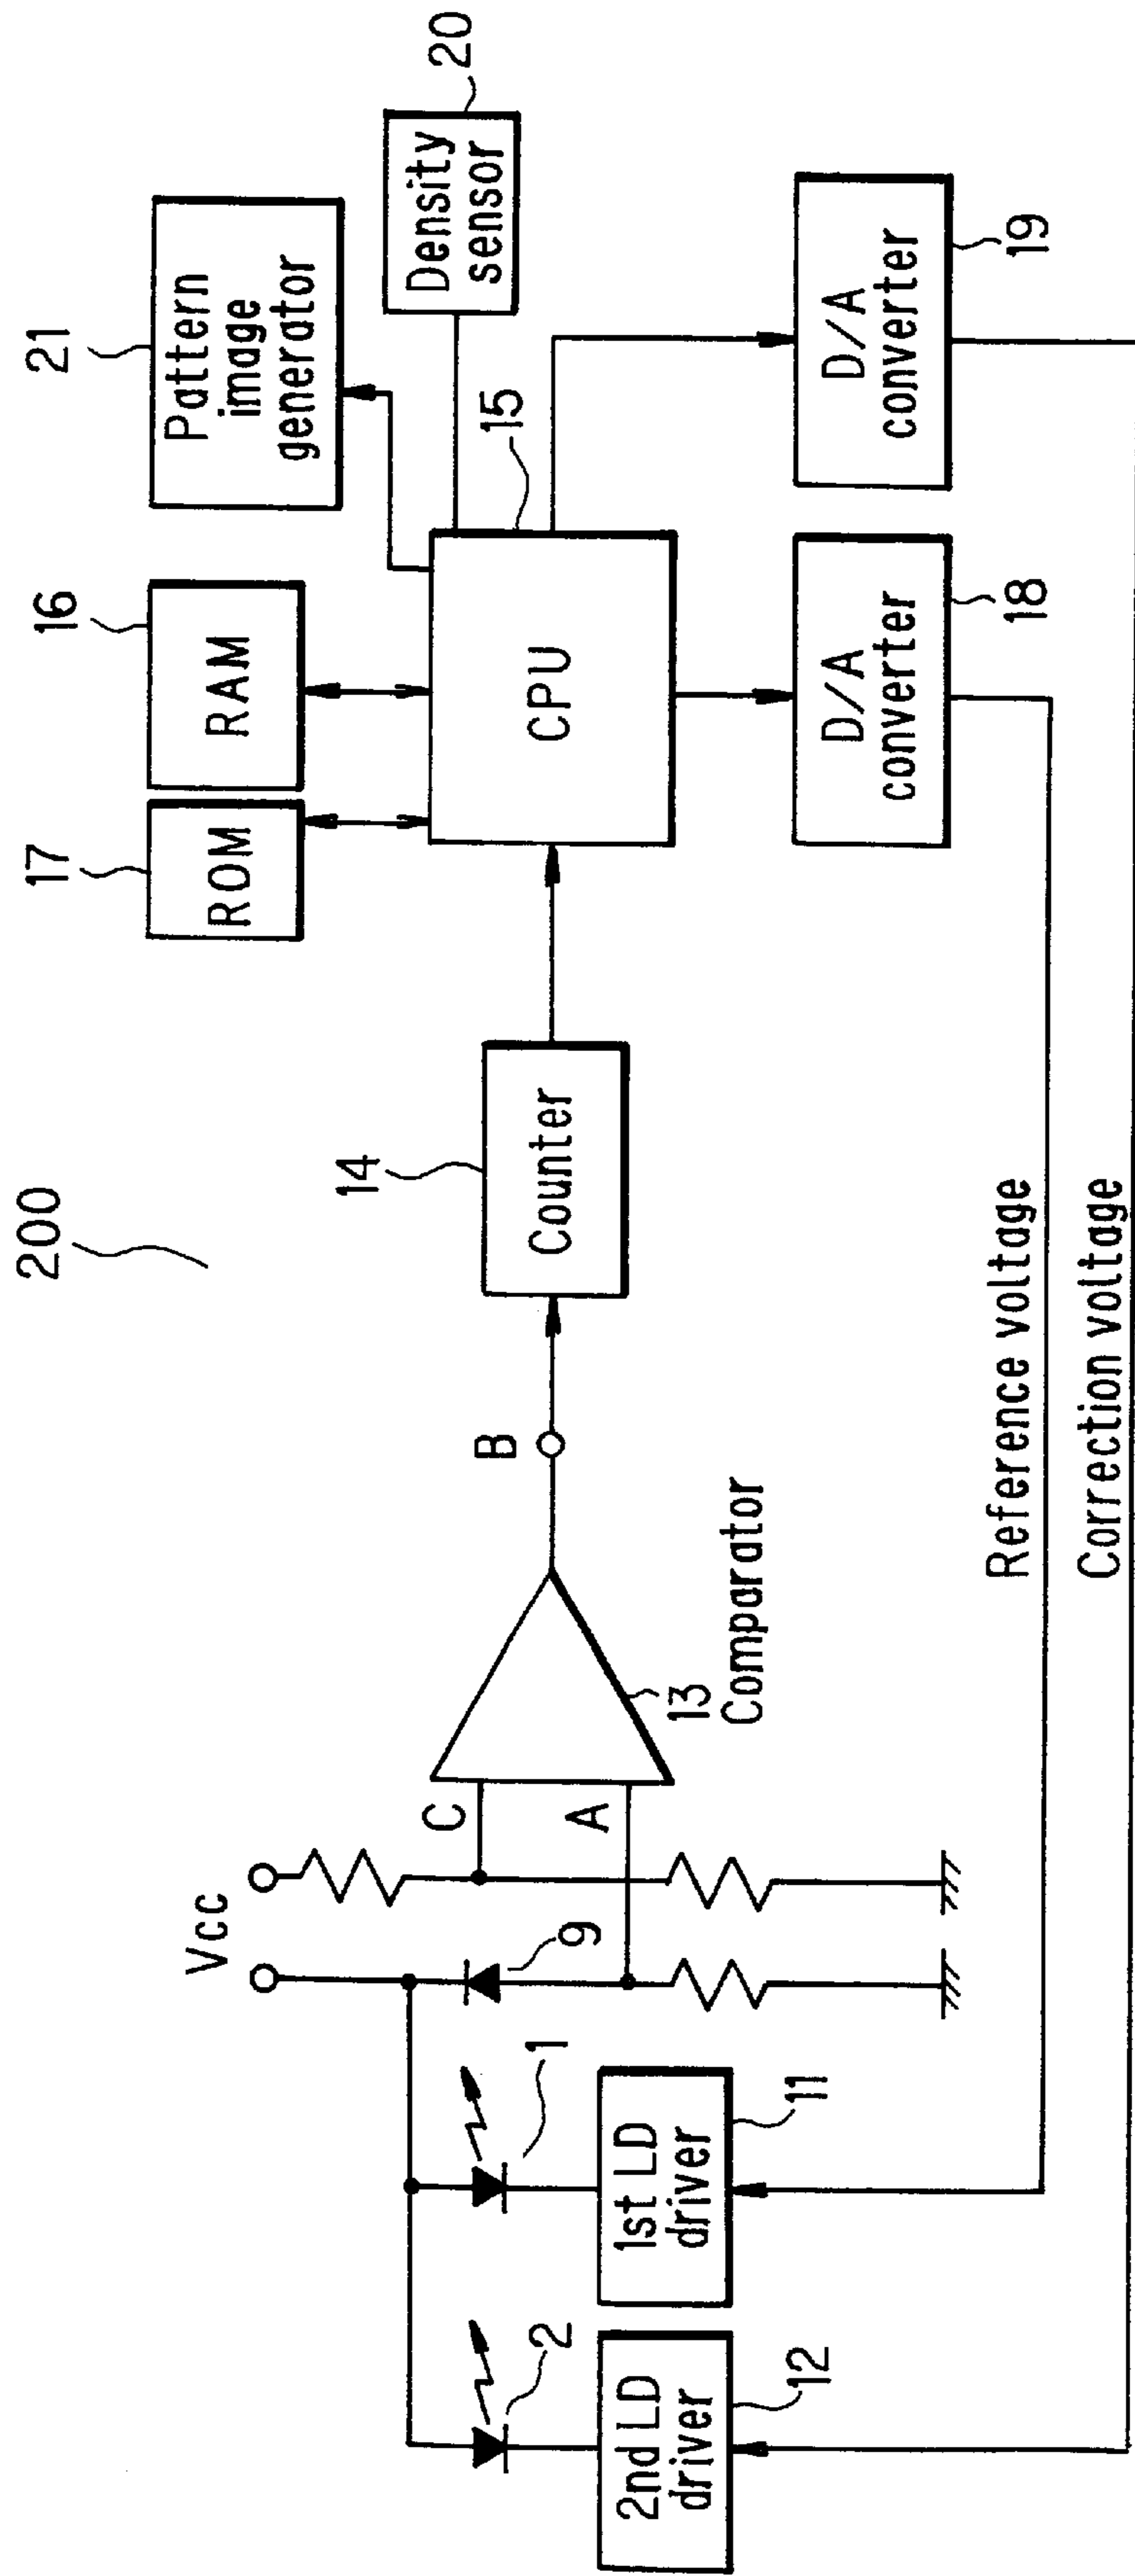 200
21
Pattern
image
generator
20
Density
sensor
16
RAM
17
ROM
15
CPU
14
Counter
B
Vcc
C
A
13
Comparator
9
1
2
1st LD
driver
11
2nd LD
driver
12
D/A
converter
18
D/A
converter
19
Reference voltage
Correction voltage